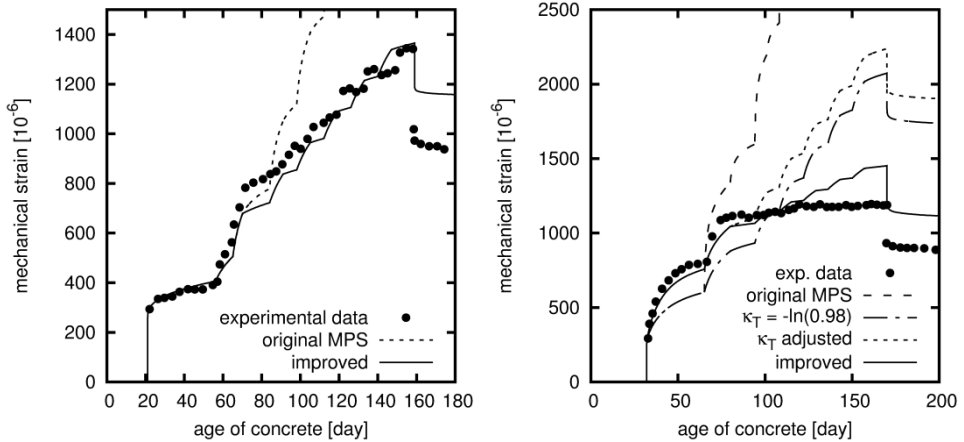 mechanical strain [10⁻⁶]
1400
1200
1000
800
600
400
200
0
experimental data
original MPS
improved
0 20 40 60 80 100 120 140 160 180
age of concrete [day]
mechanical strain [10⁻⁶]
2500
2000
1500
1000
500
0
exp. data
original MPS
κT = -ln(0.98)
κT adjusted
improved
0 50 100 150 200
age of concrete [day]